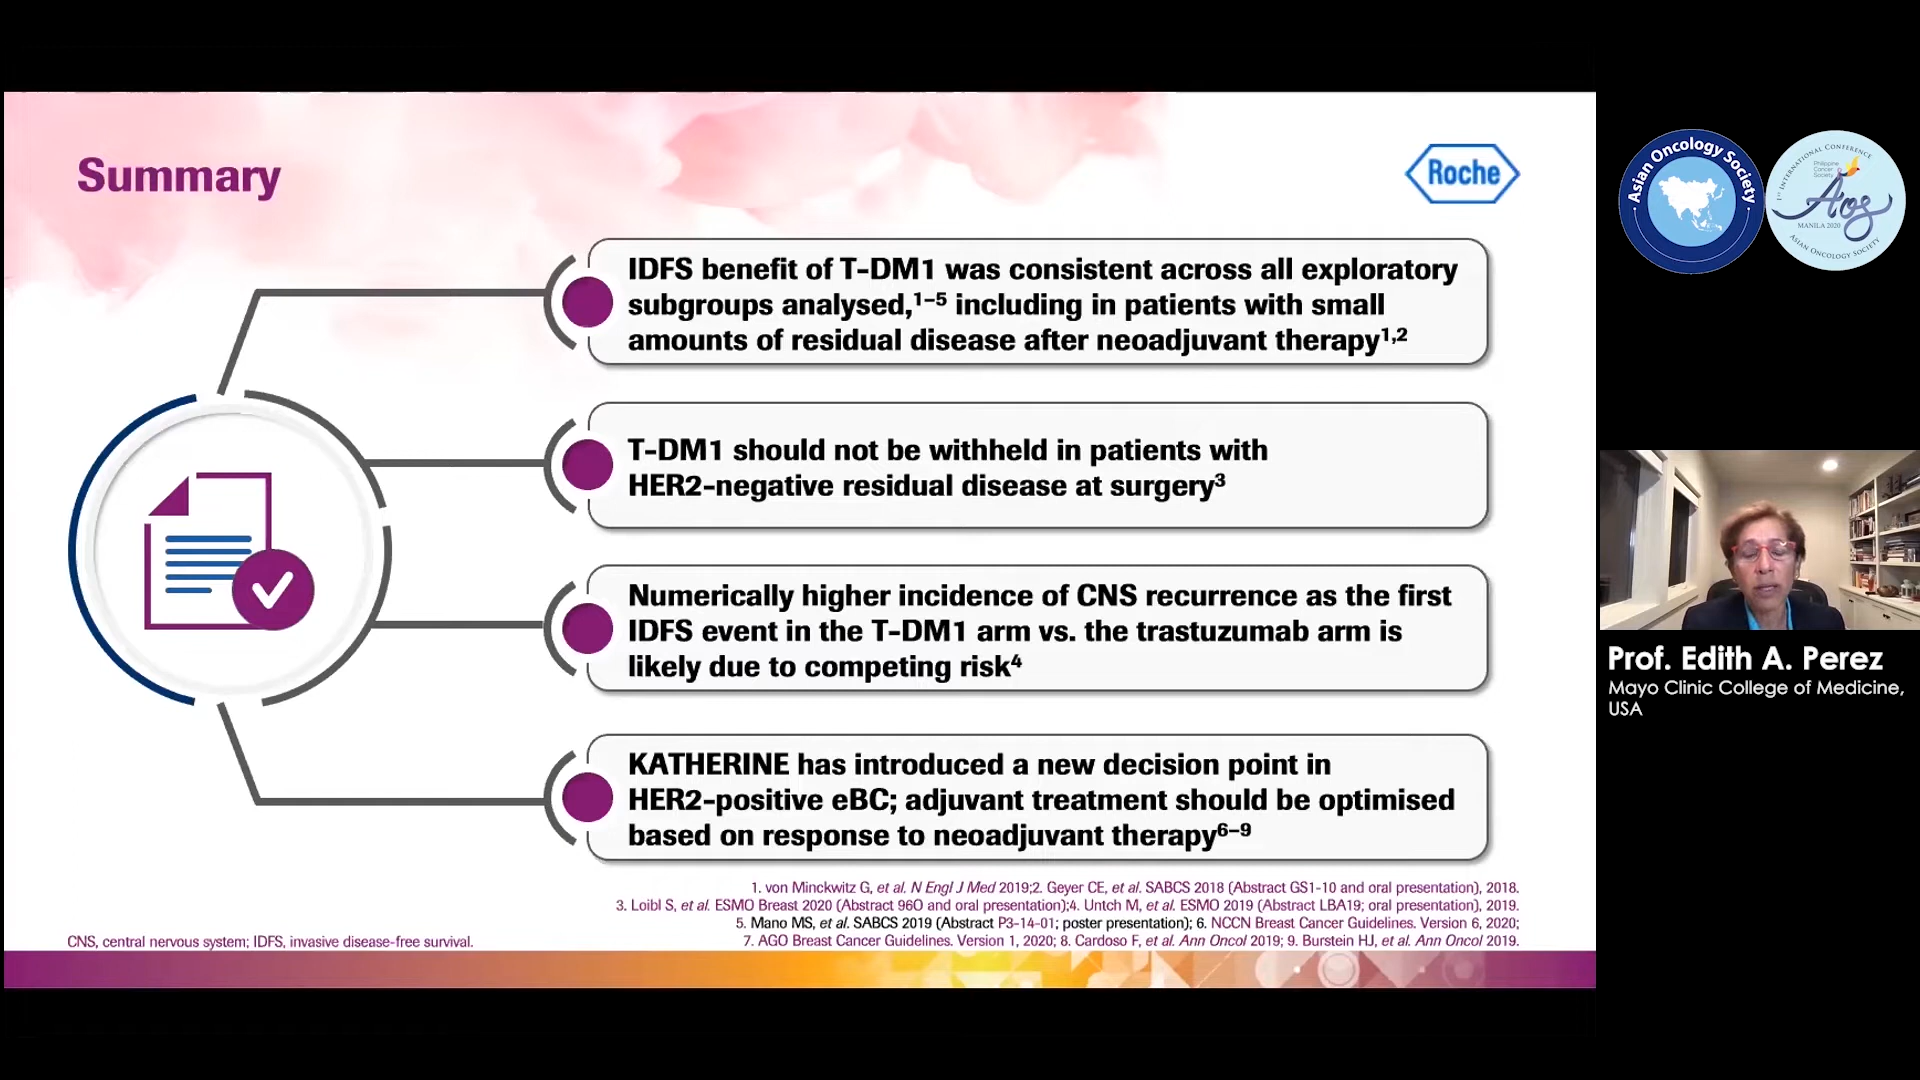 Summary
Roche
IDFS benefit of T-DM1 was consistent across all exploratory
subgroups analysed,1–5 including in patients with small
amounts of residual disease after neoadjuvant therapy1,2
T-DM1 should not be withheld in patients with
HER2-negative residual disease at surgery3
Numerically higher incidence of CNS recurrence as the first
IDFS event in the T-DM1 arm vs. the trastuzumab arm is
likely due to competing risk4
KATHERINE has introduced a new decision point in
HER2-positive eBC; adjuvant treatment should be optimised
based on response to neoadjuvant therapy6–9
1. von Minckwitz G, et al. N Engl J Med 2019;2. Geyer CE, et al. SABCS 2018 (Abstract GS1-10 and oral presentation), 2018.
3. Loibl S, et al. ESMO Breast 2020 (Abstract 96O and oral presentation);4. Untch M, et al. ESMO 2019 (Abstract LBA19; oral presentation), 2019.
5. Mano MS, et al. SABCS 2019 (Abstract P3-14-01; poster presentation); 6. NCCN Breast Cancer Guidelines. Version 6, 2020;
7. AGO Breast Cancer Guidelines. Version 1, 2020; 8. Cardoso F, et al. Ann Oncol 2019; 9. Burstein HJ, et al. Ann Oncol 2019.
CNS, central nervous system; IDFS, invasive disease-free survival.
Asian Oncology Society
1ST INTERNATIONAL CONFERENCE
Philippine
Cancer
Society
Aos
MANILA 2020
ASIAN ONCOLOGY SOCIETY
Prof. Edith A. Perez
Mayo Clinic College of Medicine,
USA